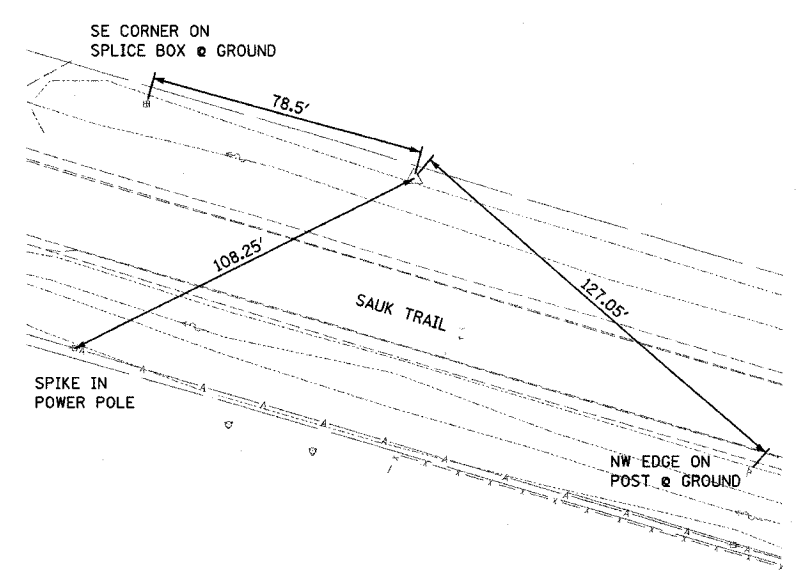 SE CORNER ON
SPLICE BOX @ GROUND
78.5'
108.25'
127.05'
SAUK TRAIL
SPIKE IN
POWER POLE
NW EDGE ON
POST @ GROUND